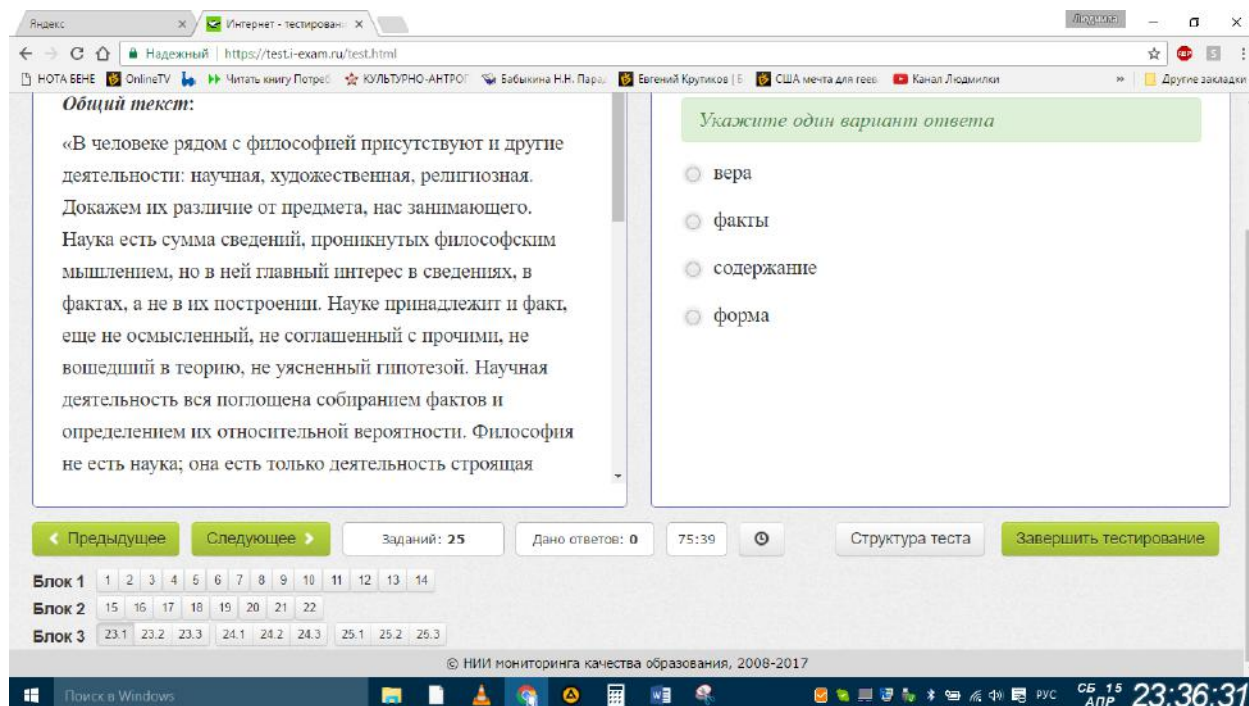 Яндекс
Интернет - тестирован
Людмила
Надежный
https://test.i-exam.ru/test.html
НОТА БЕНЕ
OnlineTV
Читать книгу Потреб
КУЛЬТУРНО-АНТРОГ
Бабыкина Н.Н. Пара
Евгений Крутиков | Б
США мечта для геев
Канал Людмилки
»
Другие закладки
Общий текст:
«В человеке рядом с философией присутствуют и другие
деятельности: научная, художественная, религиозная.
Докажем их различие от предмета, нас занимающего.
Наука есть сумма сведений, проникнутых философским
мышлением, но в ней главный интерес в сведениях, в
фактах, а не в их построении. Науке принадлежит и факт,
еще не осмысленный, не соглашенный с прочими, не
вошедший в теорию, не уясненный гипотезой. Научная
деятельность вся поглощена собиранием фактов и
определением их относительной вероятности. Философия
не есть наука; она есть только деятельность строящая
Укажите один вариант ответа
вера
факты
содержание
форма
Предыдущее
Следующее
Заданий: 25
Дано ответов: 0
75:39
Структура теста
Завершить тестирование
Блок 1 1 2 3 4 5 6 7 8 9 10 11 12 13 14
Блок 2 15 16 17 18 19 20 21 22
Блок 3 23.1 23.2 23.3 24.1 24.2 24.3 25.1 25.2 25.3
© НИИ мониторинга качества образования, 2008-2017
Поиск в Windows
РУС
СБ 15
АПР
23:36:31